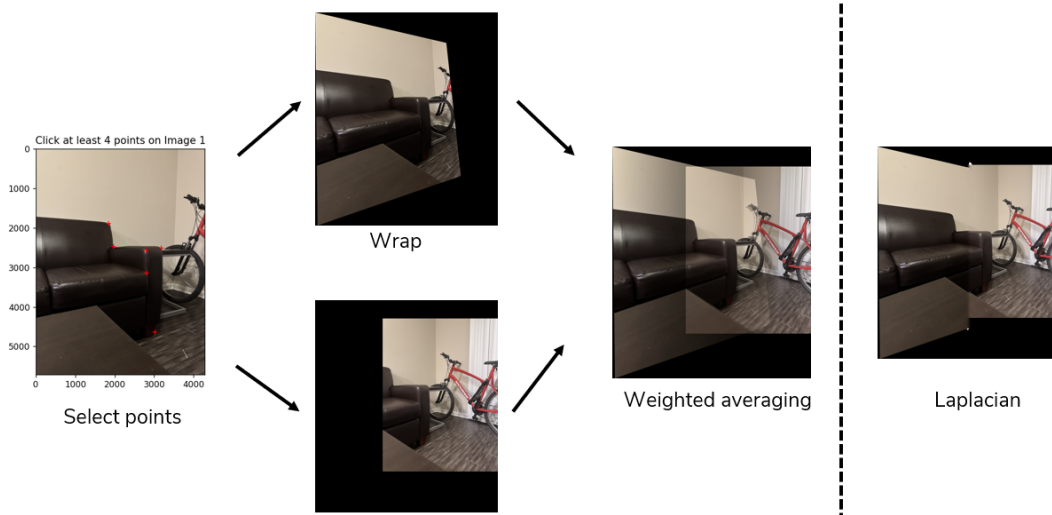 Click at least 4 points on Image 1
0
1000
2000
3000
4000
5000
0 1000 2000 3000 4000
Select points
Wrap
Weighted averaging
Laplacian